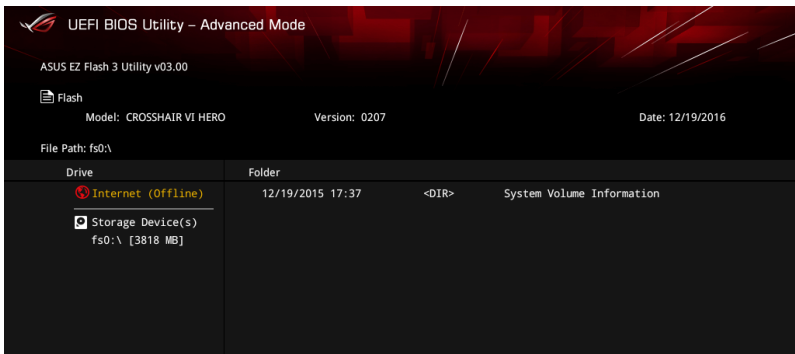 UEFI BIOS Utility – Advanced Mode
ASUS EZ Flash 3 Utility v03.00
Flash
Model: CROSSHAIR VI HERO Version: 0207 Date: 12/19/2016
File Path: fs0:\
Drive Folder
Internet (Offline) 12/19/2015 17:37 <DIR> System Volume Information
Storage Device(s)
fs0:\ [3818 MB]